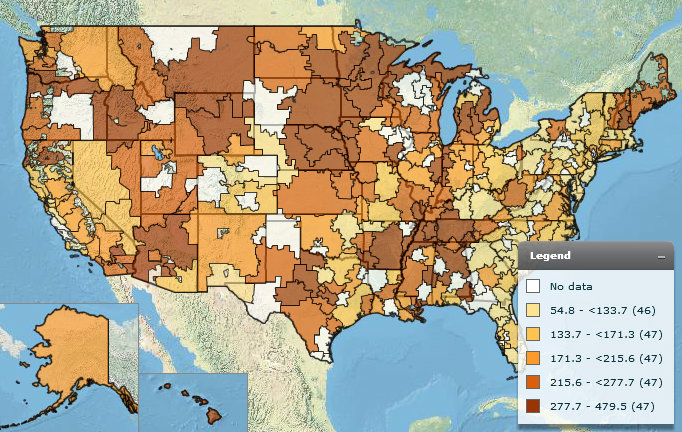 Legend
No data
54.8 - <133.7 (46)
133.7 - <171.3 (47)
171.3 - <215.6 (47)
215.6 - <277.7 (47)
277.7 - 479.5 (47)